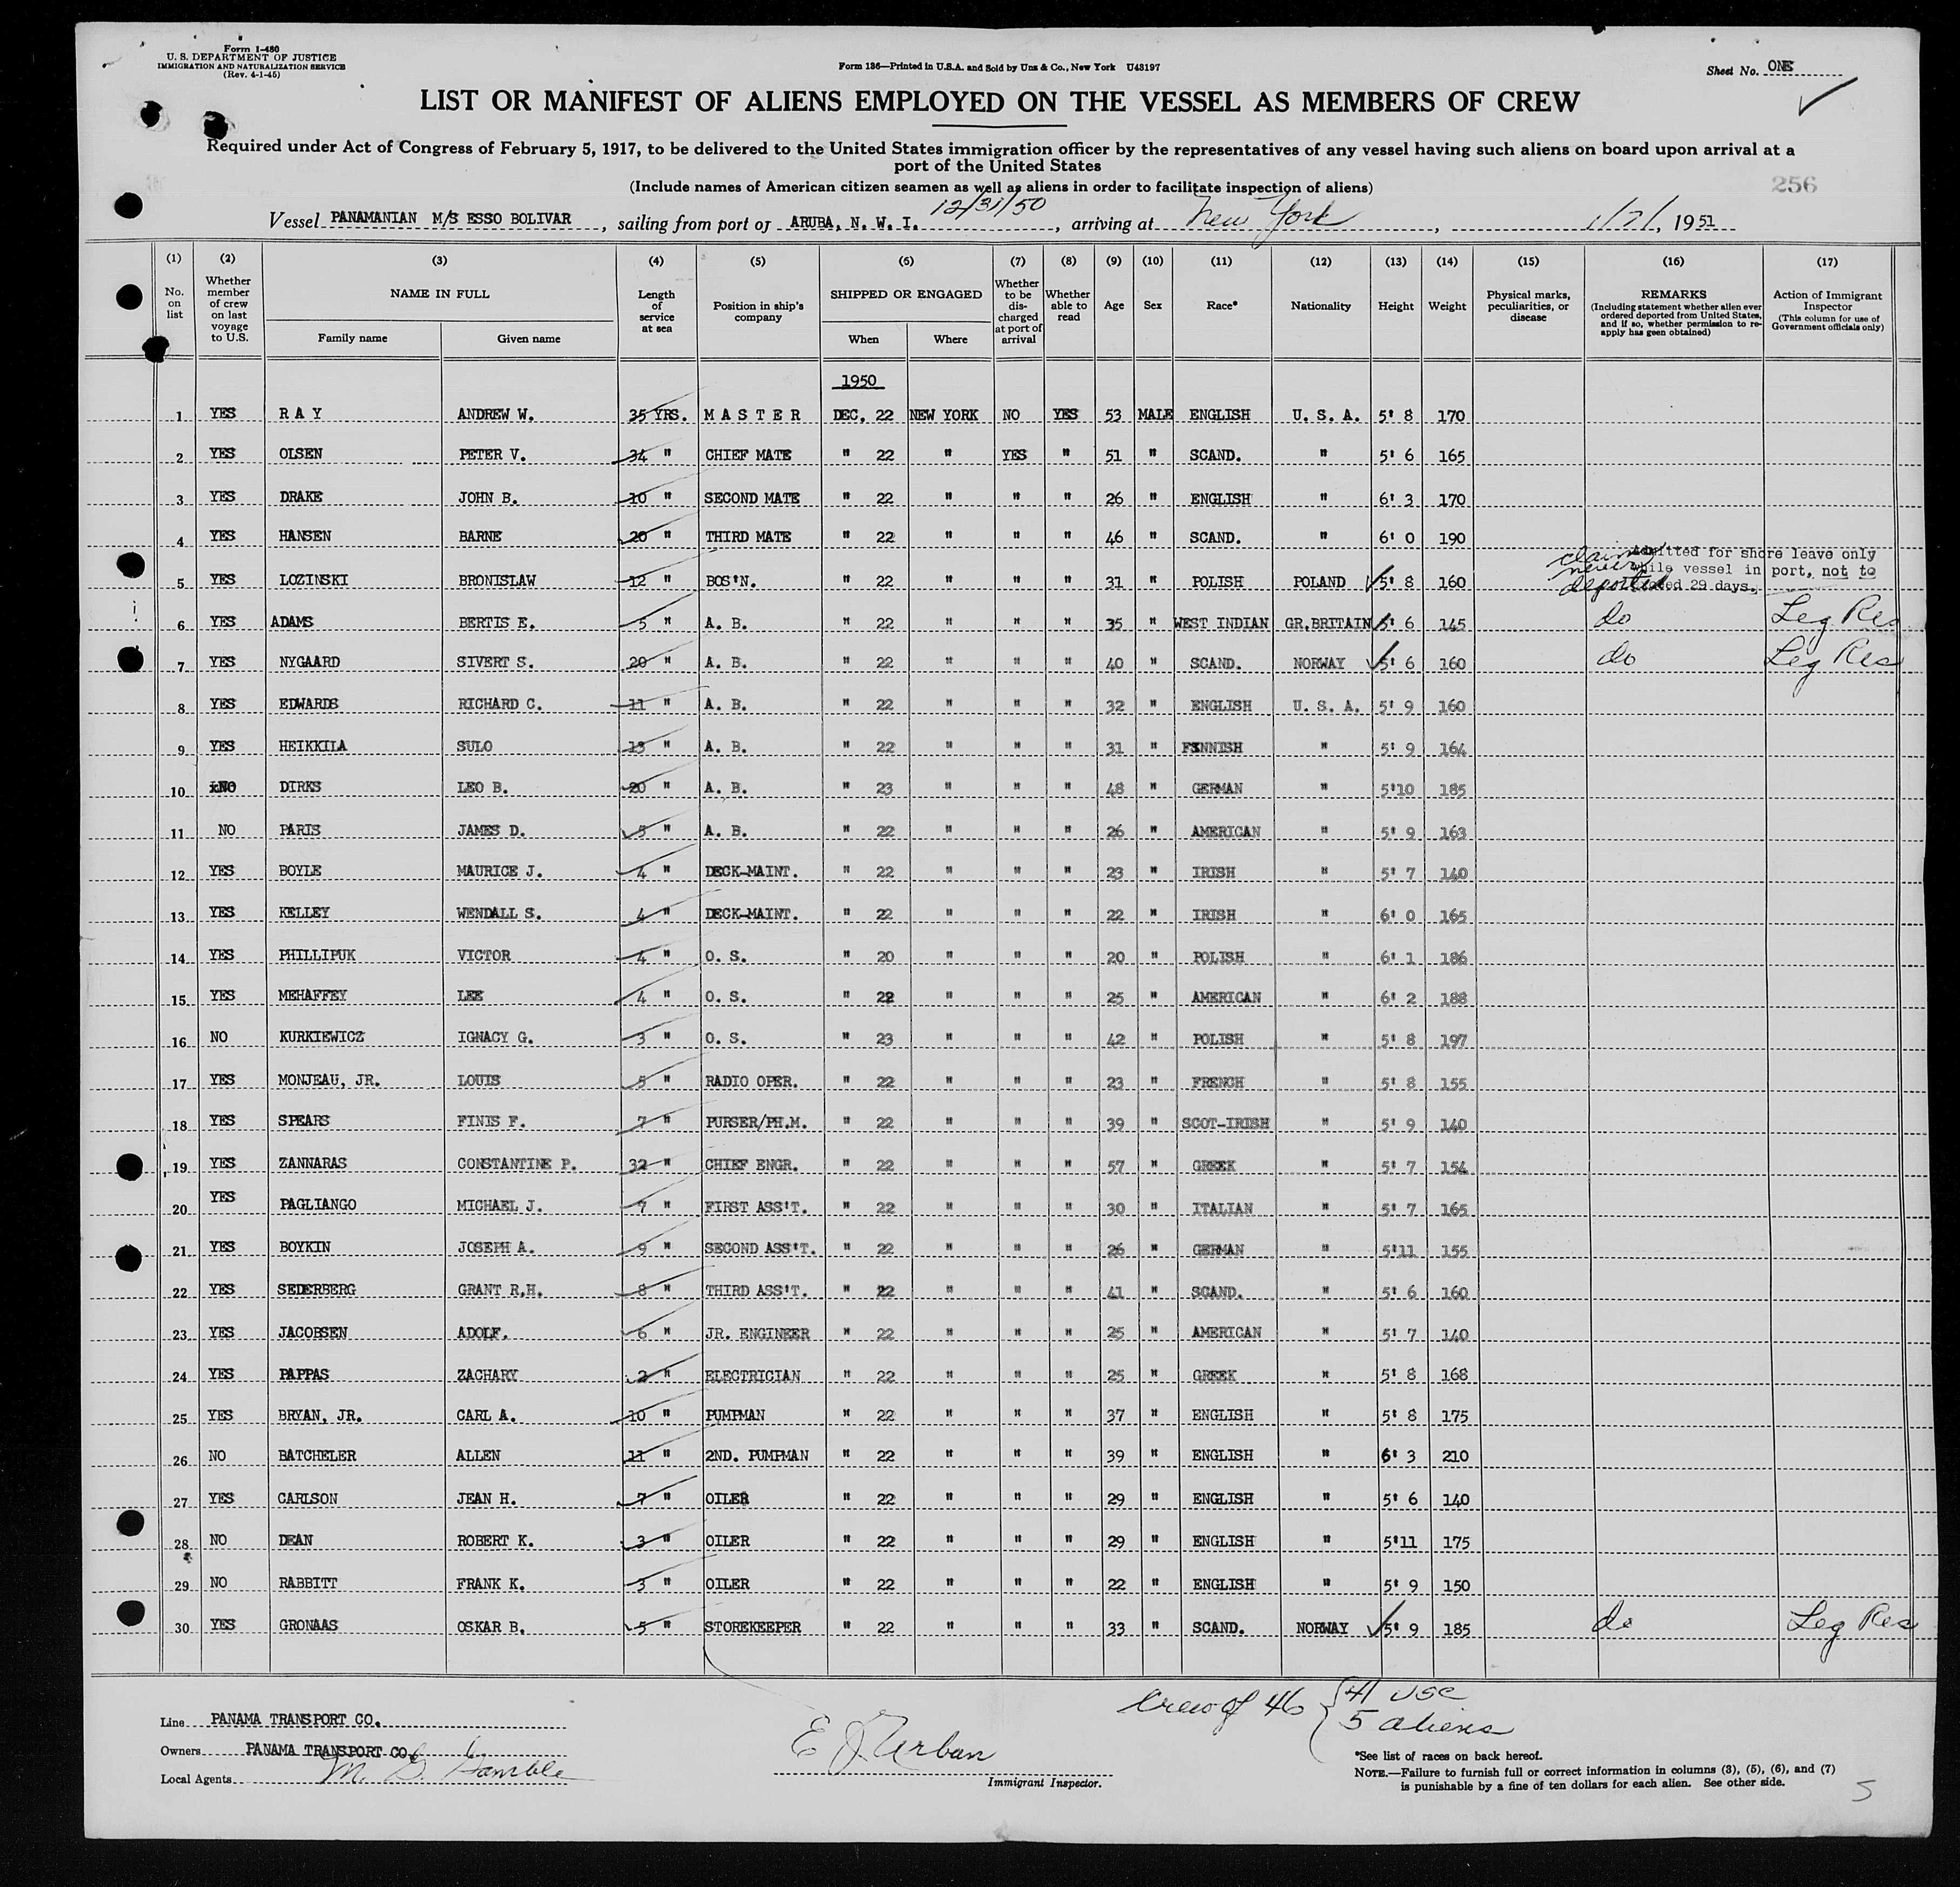 Form I-480
U. S. DEPARTMENT OF JUSTICE
IMMIGRATION AND NATURALIZATION SERVICE
(Rev. 4-1-45)
Form 136—Printed in U.S.A. and Sold by Unz & Co., New York U43197
Sheet No. ONE
LIST OR MANIFEST OF ALIENS EMPLOYED ON THE VESSEL AS MEMBERS OF CREW
Required under Act of Congress of February 5, 1917, to be delivered to the United States immigration officer by the representatives of any vessel having such aliens on board upon arrival at a
port of the United States
(Include names of American citizen seamen as well as aliens in order to facilitate inspection of aliens)
256
12/31/50
Vessel PANAMANIAN M/S ESSO BOLIVAR, sailing from port of ARUBA, N. W. I., arriving at New York, 1/7/, 1951
(1) (2) (3) (4) (5) (6) (7) (8) (9) (10) (11) (12) (13) (14) (15) (16) (17)
No. on list
Whether member of crew on last voyage to U.S.
NAME IN FULL
Family name
Given name
Length of service at sea
Position in ship's company
SHIPPED OR ENGAGED
When
Where
Whether to be discharged at port of arrival
Whether able to read
Age
Sex
Race*
Nationality
Height
Weight
Physical marks, peculiarities, or disease
REMARKS
(Including statement whether alien ever ordered deported from United States, and if so, whether permission to re-apply has geen obtained)
Action of Immigrant Inspector
(This column for use of Government officials only)
1950
1 YES R A Y ANDREW W. 35 YRS. M A S T E R DEC. 22 NEW YORK NO YES 53 MALE ENGLISH U. S. A. 5' 8 170
2 YES OLSEN PETER V. 34 " CHIEF MATE " 22 " YES " 51 " SCAND. " 5' 6 165
3 YES DRAKE JOHN B. 10 " SECOND MATE " 22 " " " 26 " ENGLISH " 6' 3 170
4 YES HANSEN BARNE 20 " THIRD MATE " 22 " " " 46 " SCAND. " 6' 0 190
claims never deported
admitted for shore leave only
while vessel in port, not to
exceed 29 days.
5 YES LOZINSKI BRONISLAW 12 " BOS'N. " 22 " " " 31 " POLISH POLAND 5' 8 160
6 YES ADAMS BERTIS E. 5 " A. B. " 22 " " " 35 " WEST INDIAN GR.BRITAIN 5' 6 145 do Leg Res
7 YES NYGAARD SIVERT S. 20 " A. B. " 22 " " " 40 " SCAND. NORWAY 5' 6 160 do Leg Res
8 YES EDWARDS RICHARD C. 11 " A. B. " 22 " " " 32 " ENGLISH U. S. A. 5' 9 160
9 YES HEIKKILA SULO 13 " A. B. " 22 " " " 31 " FINNISH " 5' 9 164
10 NO DIRKS LEO B. 20 " A. B. " 23 " " " 48 " GERMAN " 5'10 185
11 NO PARIS JAMES D. 5 " A. B. " 22 " " " 26 " AMERICAN " 5' 9 163
12 YES BOYLE MAURICE J. 4 " DECK-MAINT. " 22 " " " 23 " IRISH " 5' 7 140
13 YES KELLEY WENDALL S. 4 " DECK-MAINT. " 22 " " " 22 " IRISH " 6' 0 165
14 YES PHILLIPUK VICTOR 4 " O. S. " 20 " " " 20 " POLISH " 6' 1 186
15 YES MEHAFFEY LEE 4 " O. S. " 22 " " " 25 " AMERICAN " 6' 2 188
16 NO KURKIEWICZ IGNACY G. 3 " O. S. " 23 " " " 42 " POLISH " 5' 8 197
17 YES MONJEAU, JR. LOUIS 5 " RADIO OPER. " 22 " " " 23 " FRENCH " 5' 8 155
18 YES SPEARS FINIS F. 7 " PURSER/PH.M. " 22 " " " 39 " SCOT-IRISH " 5' 9 140
19 YES ZANNARAS CONSTANTINE P. 32 " CHIEF ENGR. " 22 " " " 57 " GREEK " 5' 7 154
20 YES PAGLIANGO MICHAEL J. 7 " FIRST ASS'T. " 22 " " " 30 " ITALIAN " 5' 7 165
21 YES BOYKIN JOSEPH A. 9 " SECOND ASS'T. " 22 " " " 26 " GERMAN " 5'11 155
22 YES SEDERBERG GRANT R.H. 8 " THIRD ASS'T. " 22 " " " 41 " SCAND. " 5' 6 160
23 YES JACOBSEN ADOLF. 6 " JR. ENGINEER " 22 " " " 25 " AMERICAN " 5' 7 140
24 YES PAPPAS ZACHARY 2 " ELECTRICIAN " 22 " " " 25 " GREEK " 5' 8 168
25 YES BRYAN, JR. CARL A. 10 " PUMPMAN " 22 " " " 37 " ENGLISH " 5' 8 175
26 NO BATCHELER ALLEN 11 " 2ND. PUMPMAN " 22 " " " 39 " ENGLISH " 6' 3 210
27 YES CARLSON JEAN H. 7 " OILER " 22 " " " 29 " ENGLISH " 5' 6 140
28 NO DEAN ROBERT K. 3 " OILER " 22 " " " 29 " ENGLISH " 5'11 175
29 NO RABBITT FRANK K. 3 " OILER " 22 " " " 22 " ENGLISH " 5' 9 150
30 YES GRONAAS OSKAR B. 5 " STOREKEEPER " 22 " " " 33 " SCAND. NORWAY 5' 9 185 do Leg Res
Crew of 46 { 41 USC
5 aliens
Line PANAMA TRANSPORT CO.
Owners PANAMA TRANSPORT CO.
Local Agents M. G. Gamble
E J Urban
Immigrant Inspector.
*See list of races on back hereof.
NOTE.—Failure to furnish full or correct information in columns (3), (5), (6), and (7)
is punishable by a fine of ten dollars for each alien. See other side.
5